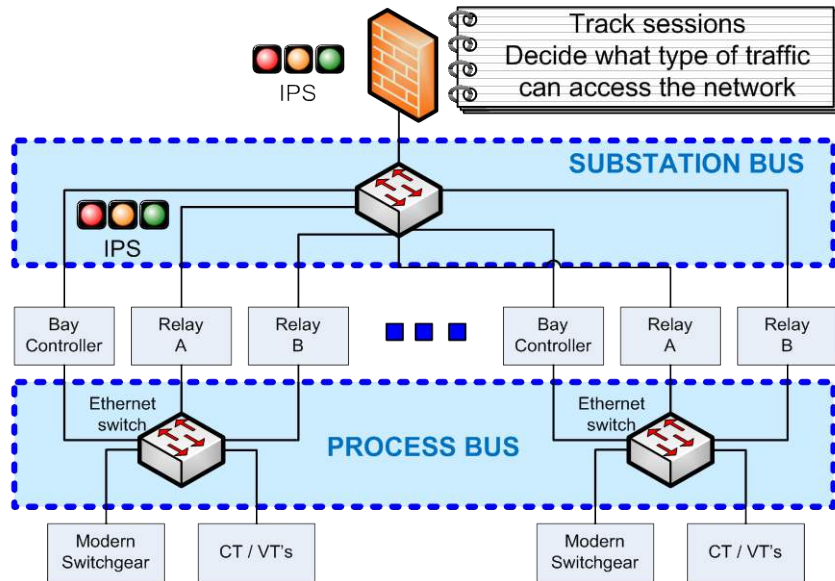 Track sessions
Decide what type of traffic
can access the network
IPS
SUBSTATION BUS
IPS
Bay
Controller
Relay
A
Relay
B
Bay
Controller
Relay
A
Relay
B
Ethernet
switch
Ethernet
switch
PROCESS BUS
Modern
Switchgear
CT / VT's
Modern
Switchgear
CT / VT's